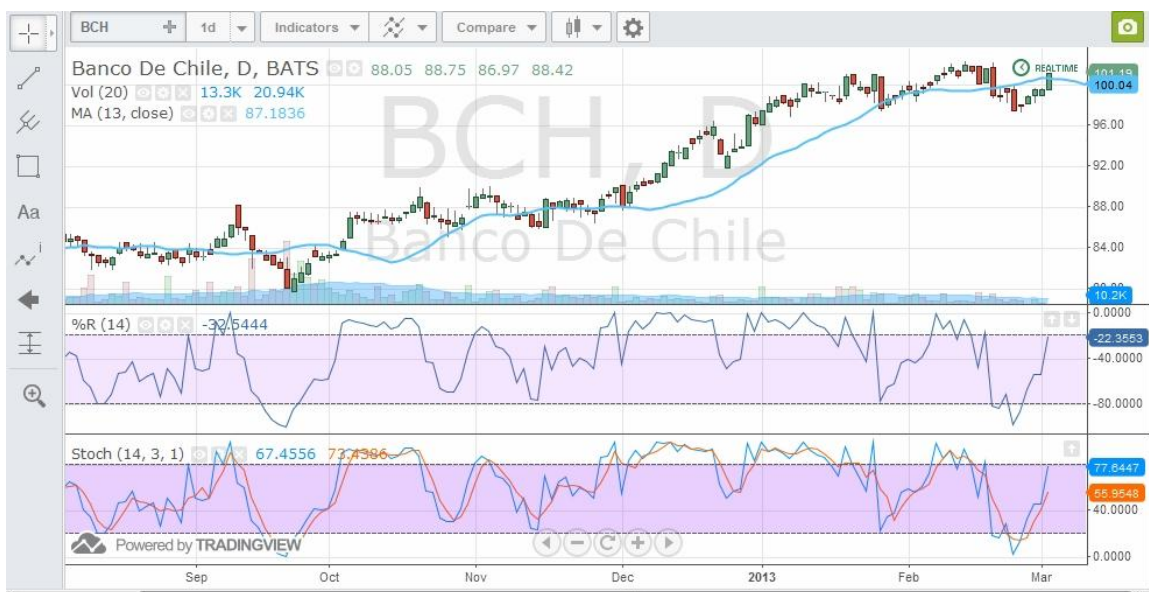 BCH 1d Indicators Compare
Banco De Chile, D, BATS 88.05 88.75 86.97 88.42
Vol (20) 13.3K 20.94K
MA (13, close) 87.1836
BCH, D
Banco De Chile
REALTIME
101.19
100.04
96.00
92.00
88.00
84.00
10.2K
Aa
%R (14) -32.5444
0.0000
-22.3553
-40.0000
-80.0000
Stoch (14, 3, 1) 67.4556 73.4386
77.6447
55.9548
40.0000
0.0000
Powered by TRADINGVIEW
Sep Oct Nov Dec 2013 Feb Mar